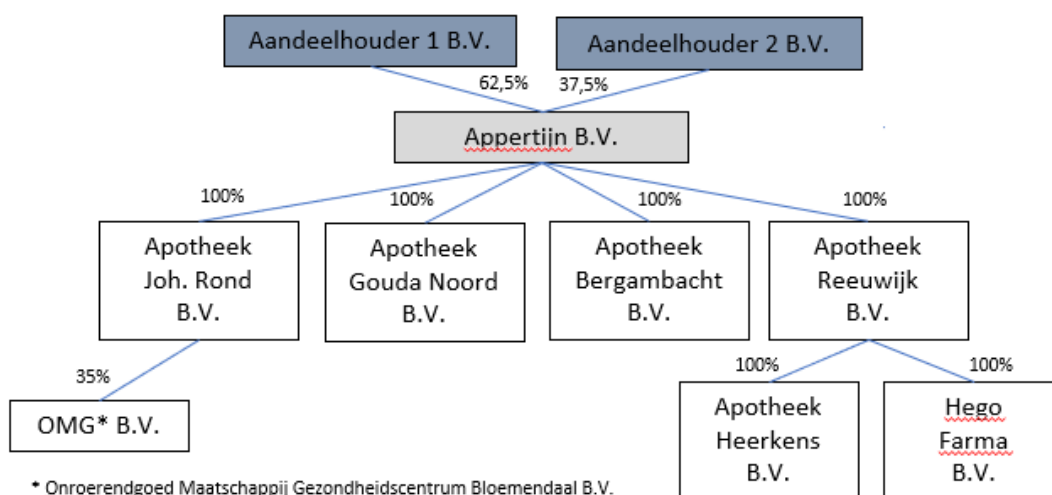 Aandeelhouder 1 B.V.
Aandeelhouder 2 B.V.
62,5%
37,5%
Appertijn B.V.
100%
100%
100%
100%
Apotheek
Joh. Rond
B.V.
Apotheek
Gouda Noord
B.V.
Apotheek
Bergambacht
B.V.
Apotheek
Reeuwijk
B.V.
35%
100%
100%
OMG* B.V.
Apotheek
Heerkens
B.V.
Hego
Farma
B.V.
* Onroerendgoed Maatschappij Gezondheidscentrum Bloemendaal B.V.